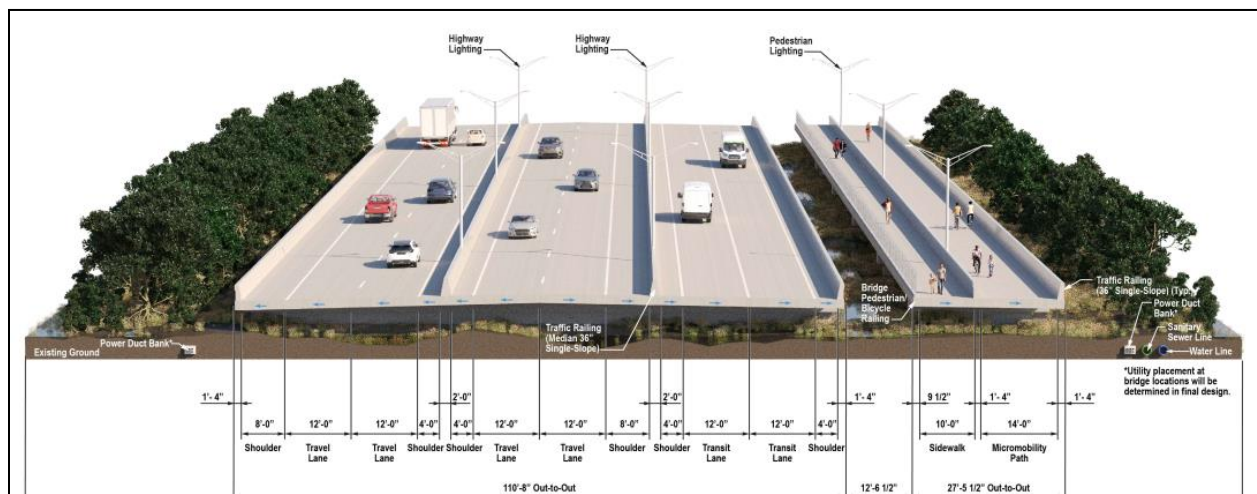 Highway
Lighting
Highway
Lighting
Pedestrian
Lighting
Traffic Railing
(36" Single-Slope) (Typ.)
Power Duct
Bank*
Sanitary
Sewer Line
Water Line
Bridge
Pedestrian/
Bicycle
Railing
Traffic Railing
(Median 36"
Single-Slope)
Power Duct Bank*
Existing Ground
*Utility placement at
bridge locations will be
determined in final design.
1'- 4" 2'-0" 2'-0" 1'- 4" 9 1/2" 1'- 4" 1'- 4"
8'-0" 12'-0" 12'-0" 4'-0" 4'-0" 12'-0" 12'-0" 8'-0" 4'-0" 12'-0" 12'-0" 4'-0" 10'-0" 14'-0"
Shoulder Travel Lane Travel Lane Shoulder Shoulder Travel Lane Travel Lane Shoulder Shoulder Transit Lane Transit Lane Shoulder Sidewalk Micromobility Path
110'-8" Out-to-Out 12'-6 1/2" 27'-5 1/2" Out-to-Out